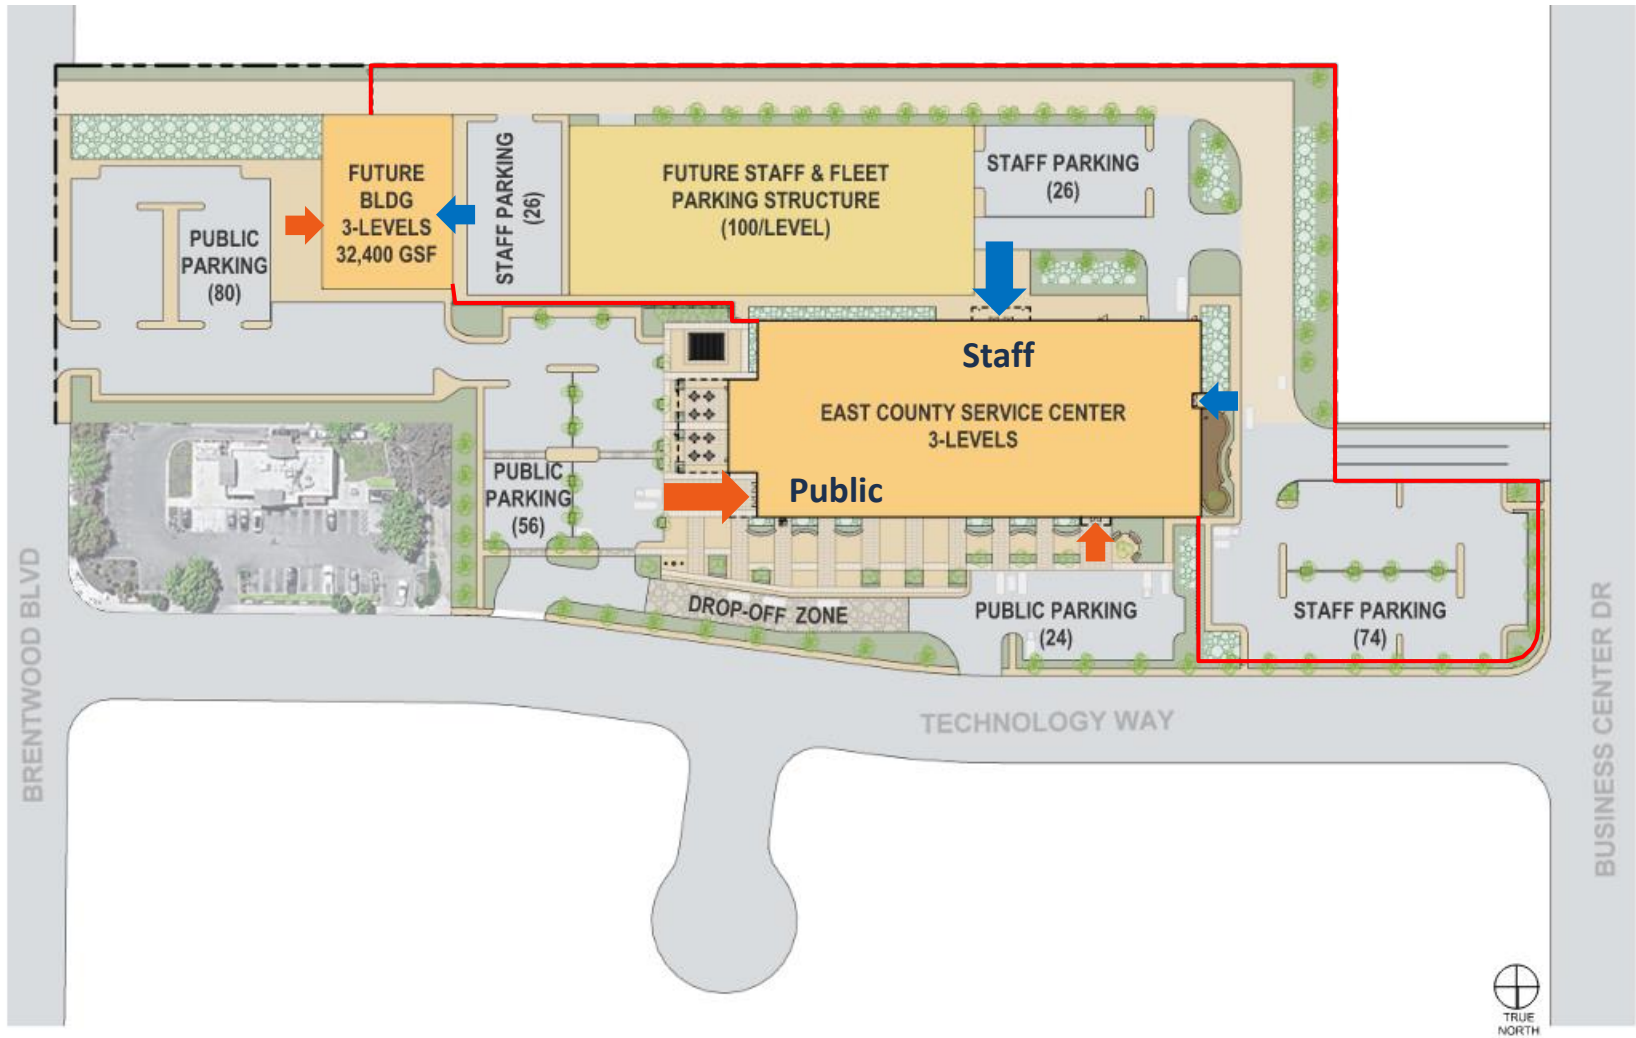 FUTURE
BLDG
3-LEVELS
32,400 GSF
STAFF PARKING
(26)
FUTURE STAFF & FLEET
PARKING STRUCTURE
(100/LEVEL)
STAFF PARKING
(26)
PUBLIC
PARKING
(80)
Staff
EAST COUNTY SERVICE CENTER
3-LEVELS
Public
PUBLIC
PARKING
(56)
DROP-OFF ZONE
PUBLIC PARKING
(24)
STAFF PARKING
(74)
BRENTWOOD BLVD
TECHNOLOGY WAY
BUSINESS CENTER DR
TRUE
NORTH